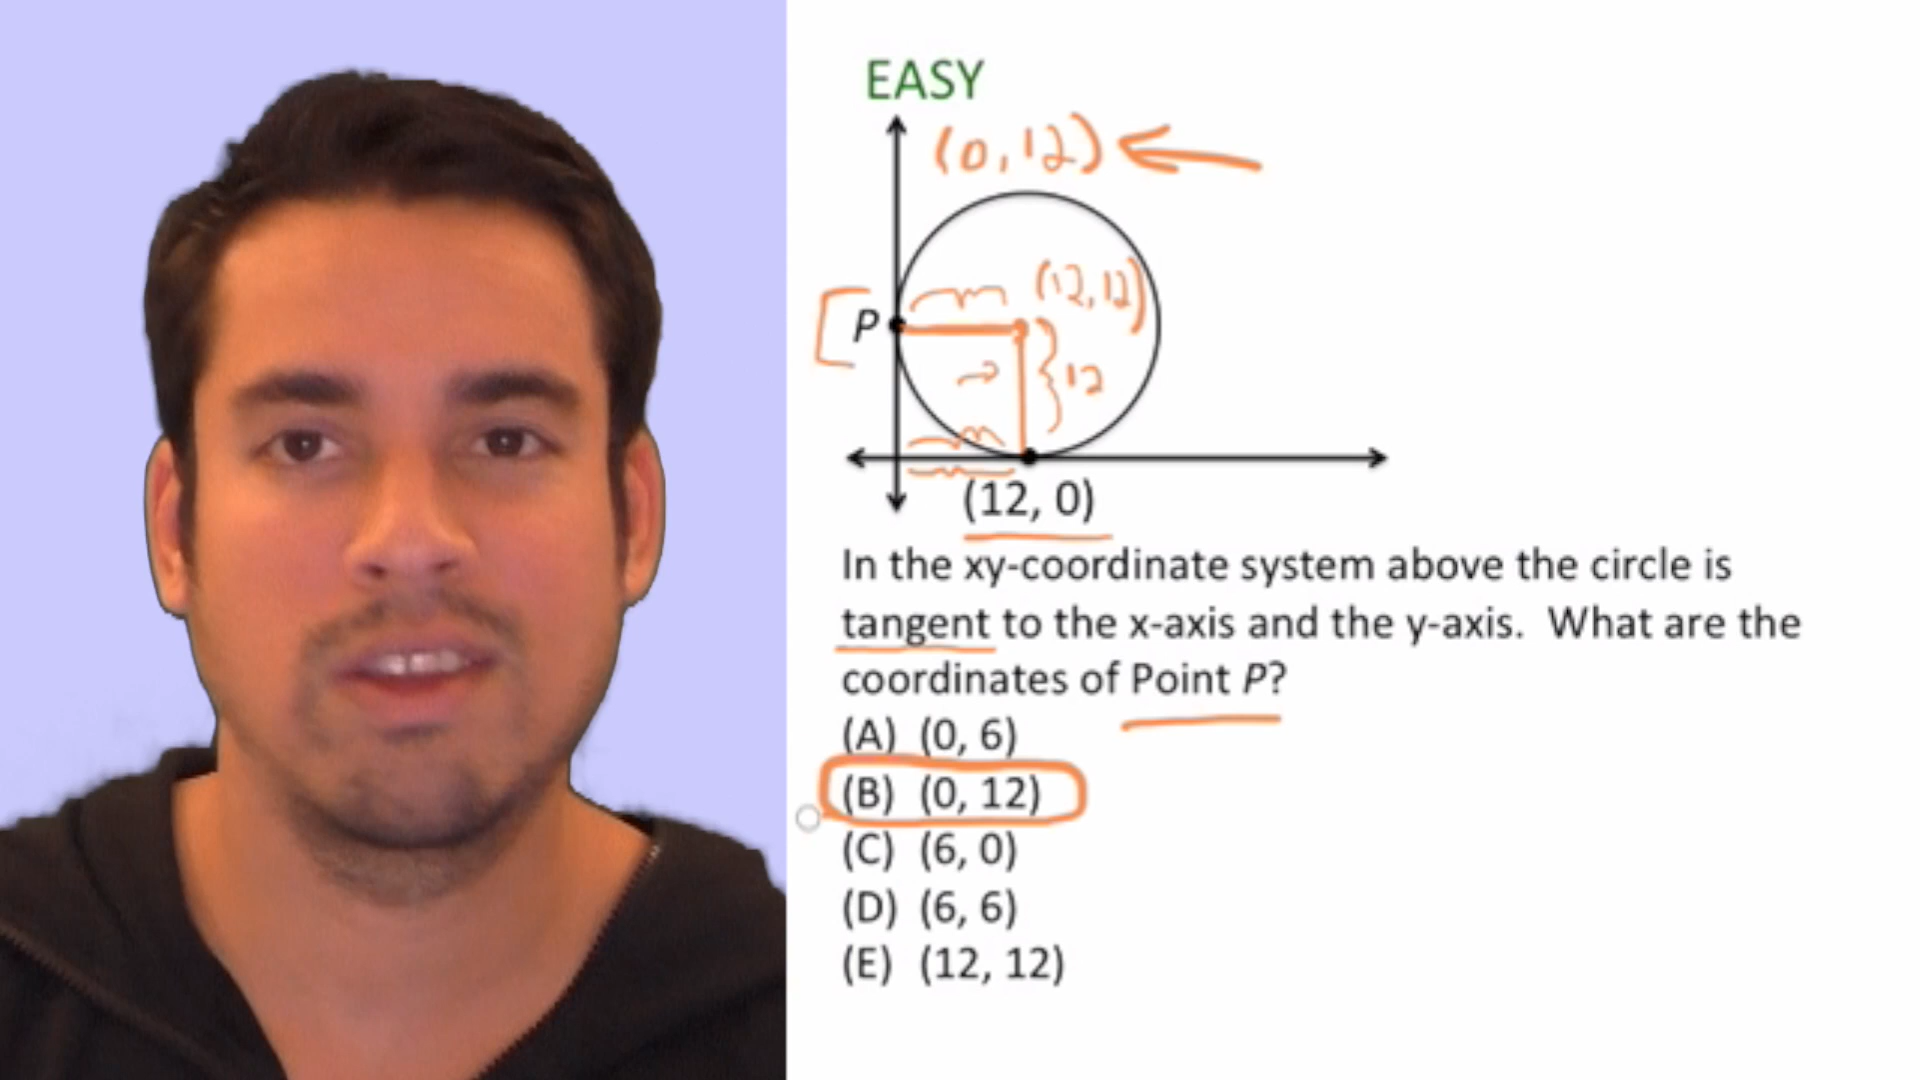 EASY
(0,12)
(12,12)
P
12
(12, 0)
In the xy-coordinate system above the circle is
tangent to the x-axis and the y-axis. What are the
coordinates of Point P?
(A) (0, 6)
(B) (0, 12)
(C) (6, 0)
(D) (6, 6)
(E) (12, 12)